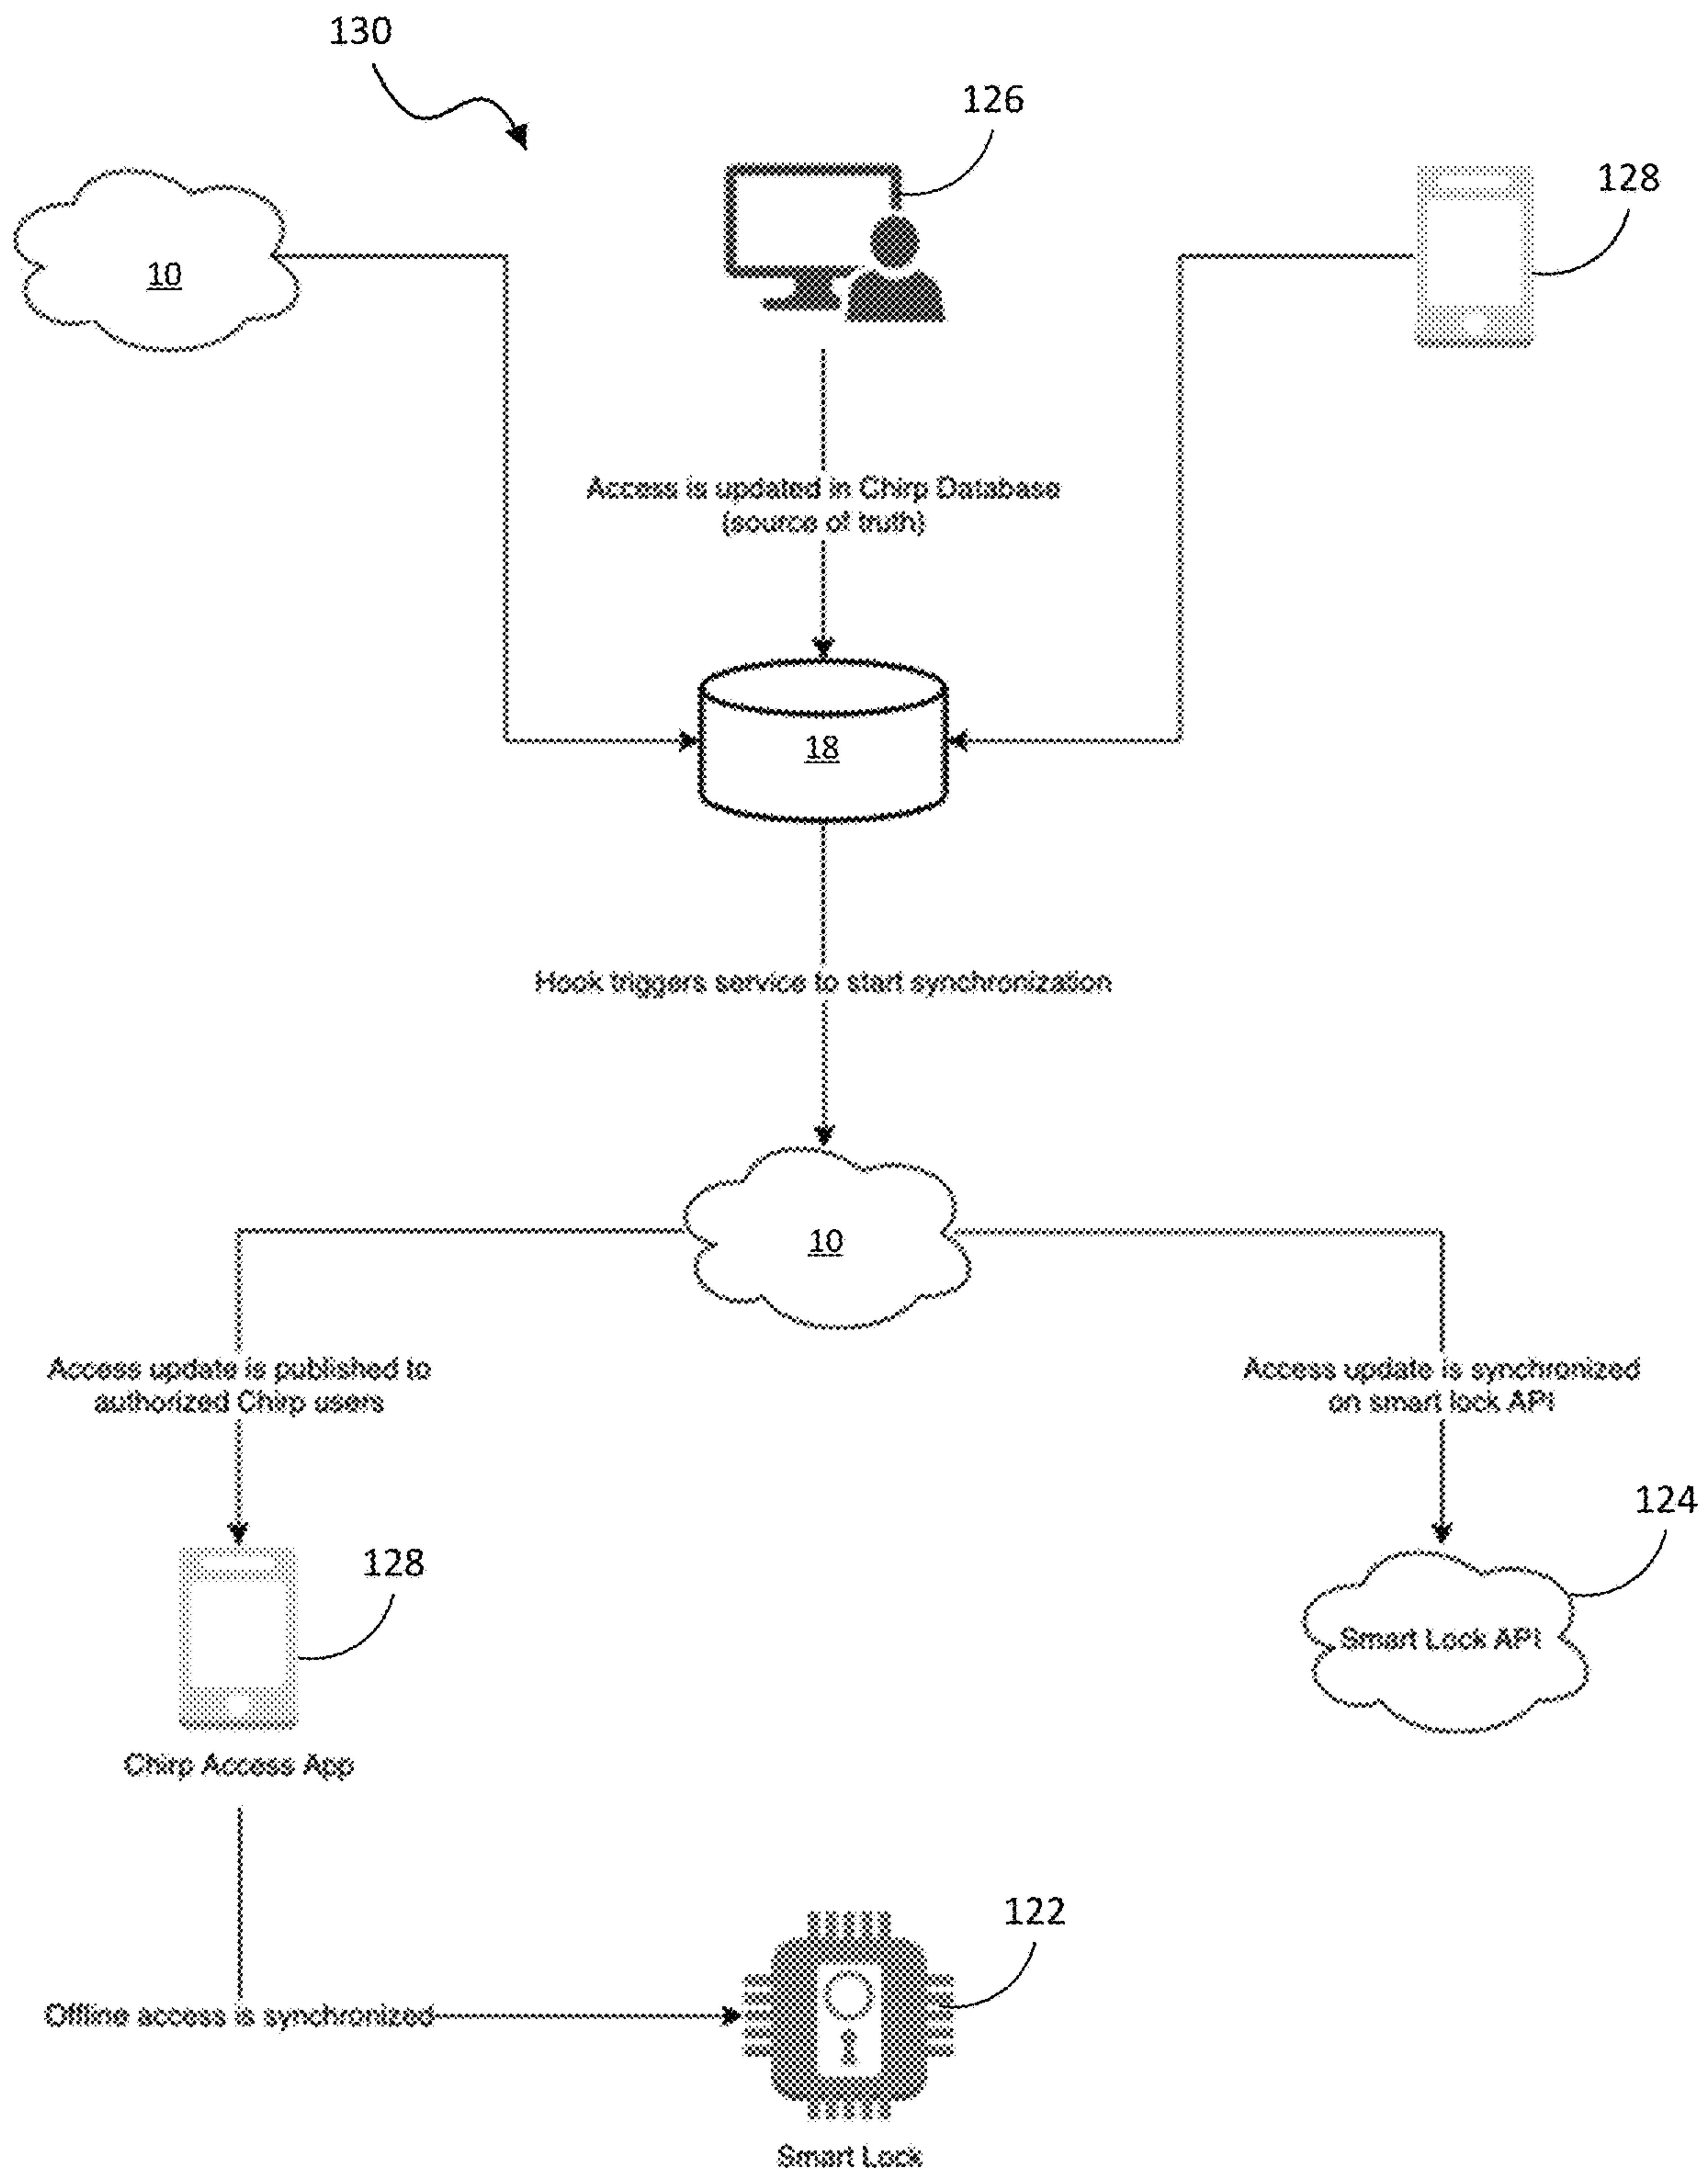 130
126
128
10
Access is updated in Chirp Database
(source of truth)
18
Hook triggers service to start synchronization
10
Access update is published to
authorized Chirp users
Access update is synchronized
on smart lock API
124
128
Smart Lock API
Chirp Access App
122
Offline access is synchronized
Smart Lock